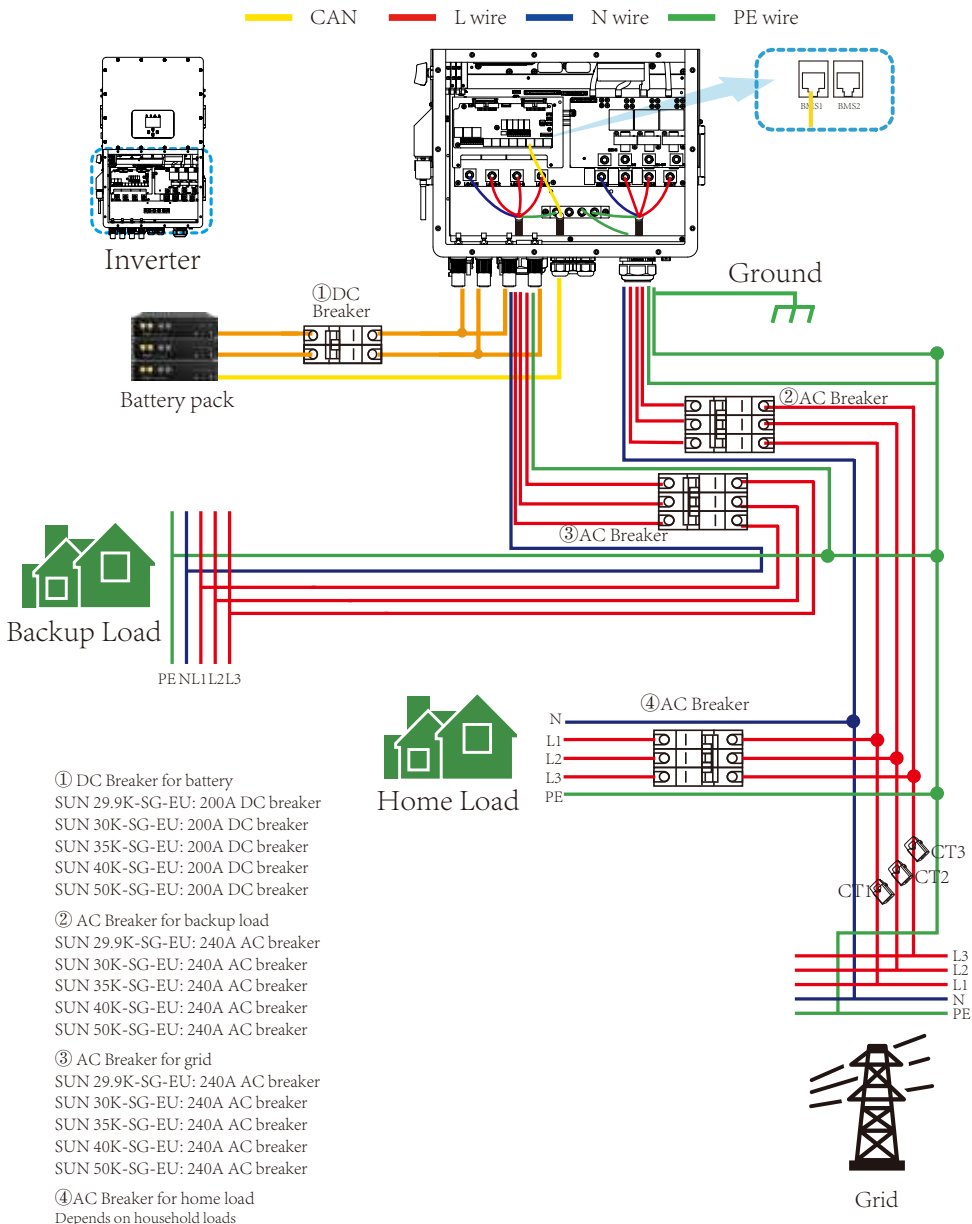 CAN L wire N wire PE wire
BMS1 BMS2
Inverter
①DC
Breaker
Ground
Battery pack
②AC Breaker
③AC Breaker
Backup Load
PE N L1 L2 L3
④AC Breaker
N
L1
L2
L3
PE
Home Load
CT3
CT2
CT1
L3
L2
L1
N
PE
Grid
① DC Breaker for battery
SUN 29.9K-SG-EU: 200A DC breaker
SUN 30K-SG-EU: 200A DC breaker
SUN 35K-SG-EU: 200A DC breaker
SUN 40K-SG-EU: 200A DC breaker
SUN 50K-SG-EU: 200A DC breaker
② AC Breaker for backup load
SUN 29.9K-SG-EU: 240A AC breaker
SUN 30K-SG-EU: 240A AC breaker
SUN 35K-SG-EU: 240A AC breaker
SUN 40K-SG-EU: 240A AC breaker
SUN 50K-SG-EU: 240A AC breaker
③ AC Breaker for grid
SUN 29.9K-SG-EU: 240A AC breaker
SUN 30K-SG-EU: 240A AC breaker
SUN 35K-SG-EU: 240A AC breaker
SUN 40K-SG-EU: 240A AC breaker
SUN 50K-SG-EU: 240A AC breaker
④AC Breaker for home load
Depends on household loads